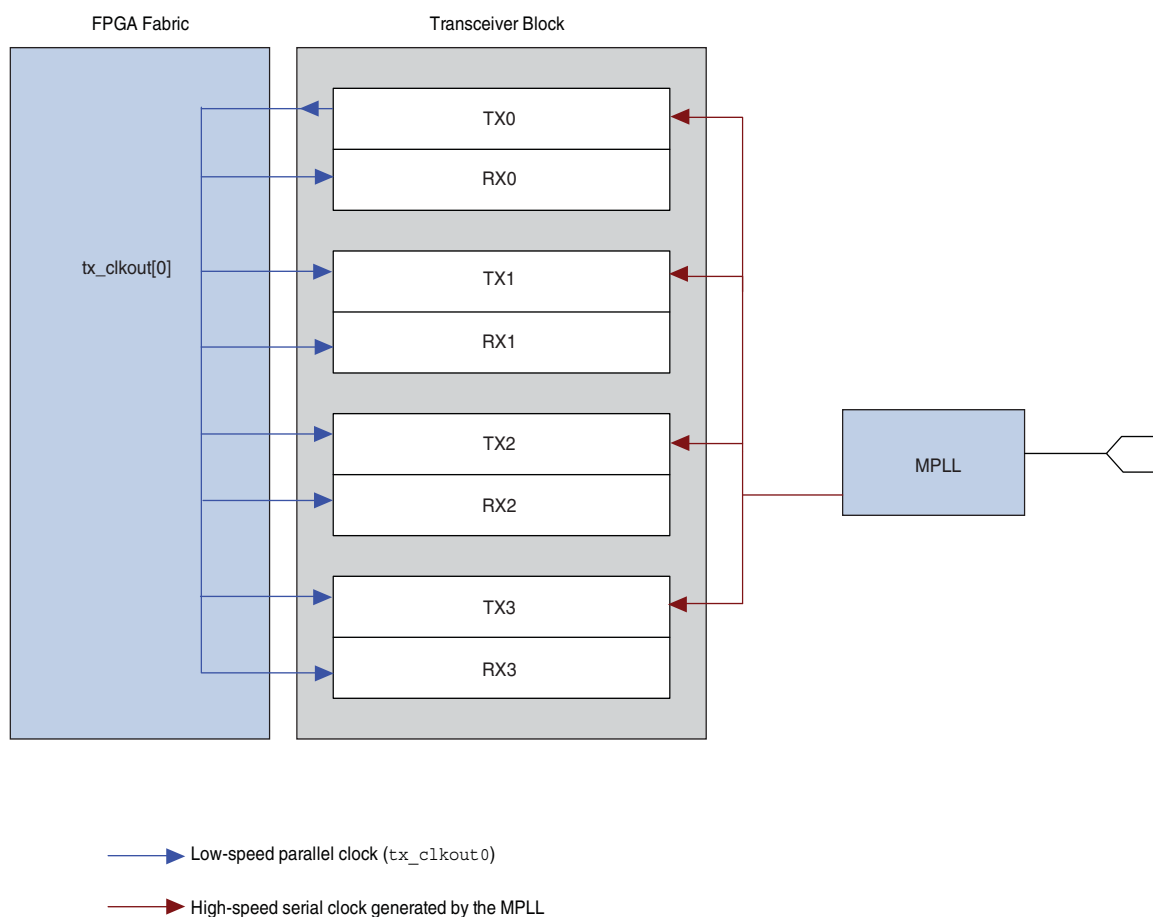 FPGA Fabric
Transceiver Block
TX0
RX0
tx_clkout[0]
TX1
RX1
TX2
RX2
MPLL
TX3
RX3
Low-speed parallel clock (tx_clkout0)
High-speed serial clock generated by the MPLL